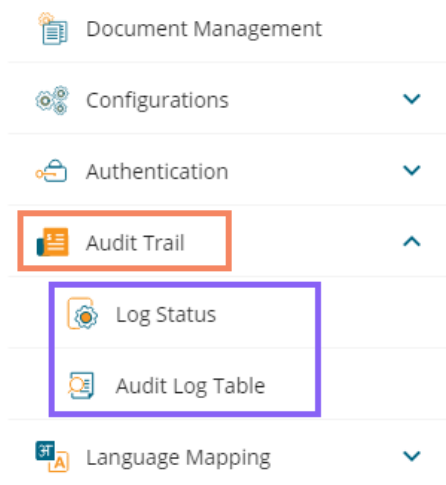 Document Management
Configurations
Authentication
Audit Trail
Log Status
Audit Log Table
अ
A
Language Mapping